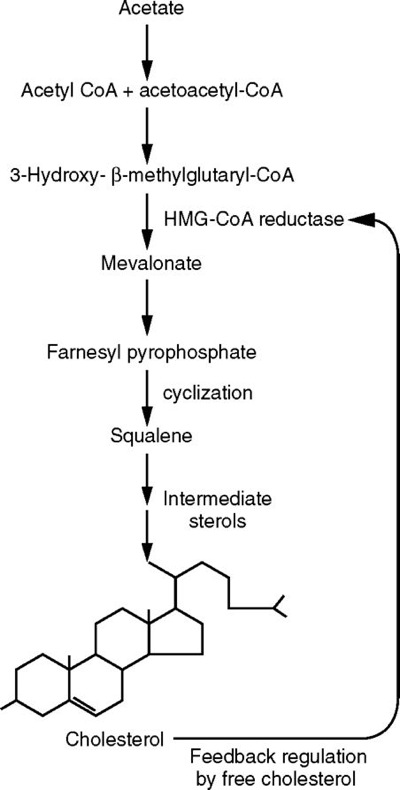 Acetate
Acetyl CoA + acetoacetyl-CoA
3-Hydroxy- β-methylglutaryl-CoA
HMG-CoA reductase
Mevalonate
Farnesyl pyrophosphate
cyclization
Squalene
Intermediate
sterols
Cholesterol
Feedback regulation
by free cholesterol